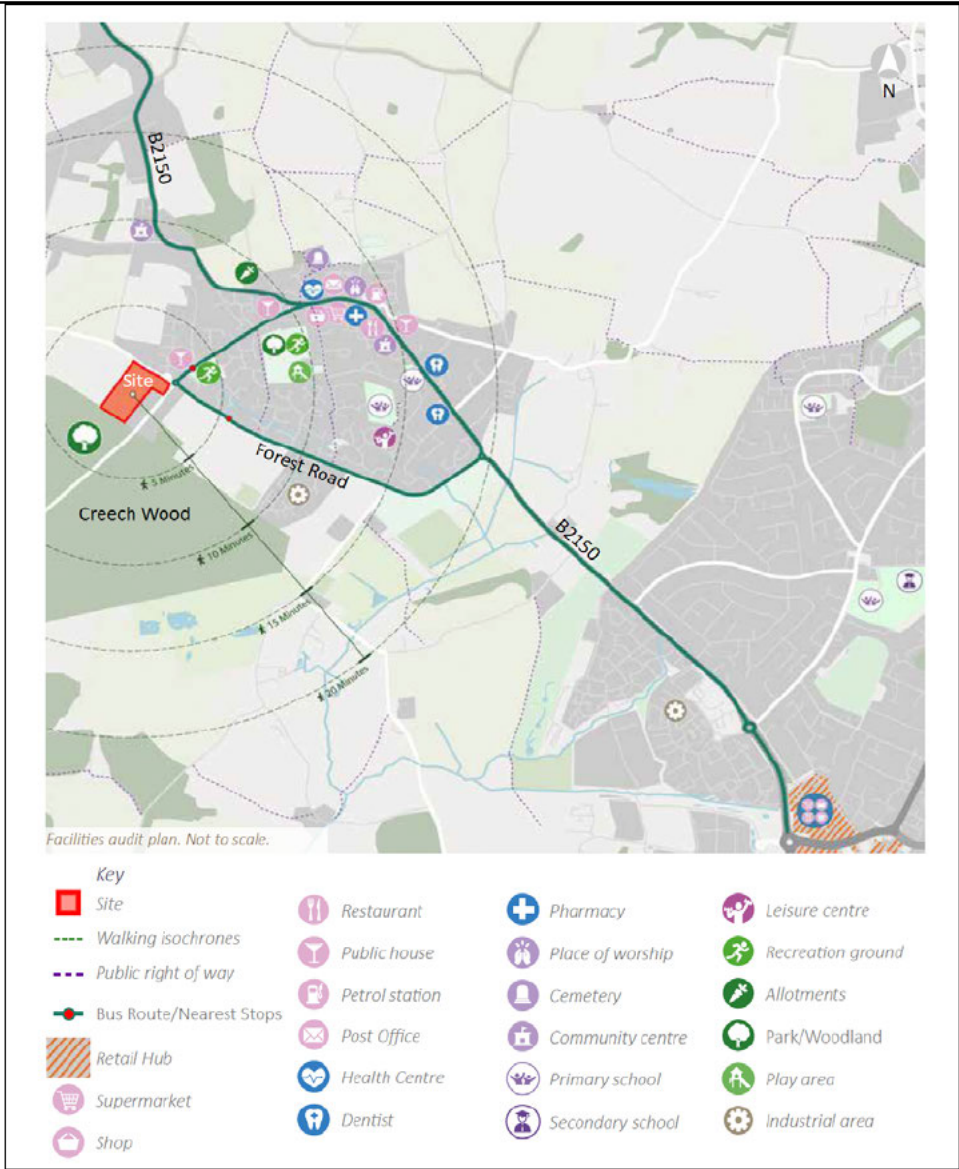 N
B2150
Site
Forest Road
5 Minutes
Creech Wood
B2150
10 Minutes
15 Minutes
20 Minutes
Facilities audit plan. Not to scale.
Key
Site
Walking isochrones
Public right of way
Bus Route/Nearest Stops
Retail Hub
Supermarket
Shop
Restaurant
Public house
Petrol station
Post Office
Health Centre
Dentist
Pharmacy
Place of worship
Cemetery
Community centre
Primary school
Secondary school
Leisure centre
Recreation ground
Allotments
Park/Woodland
Play area
Industrial area